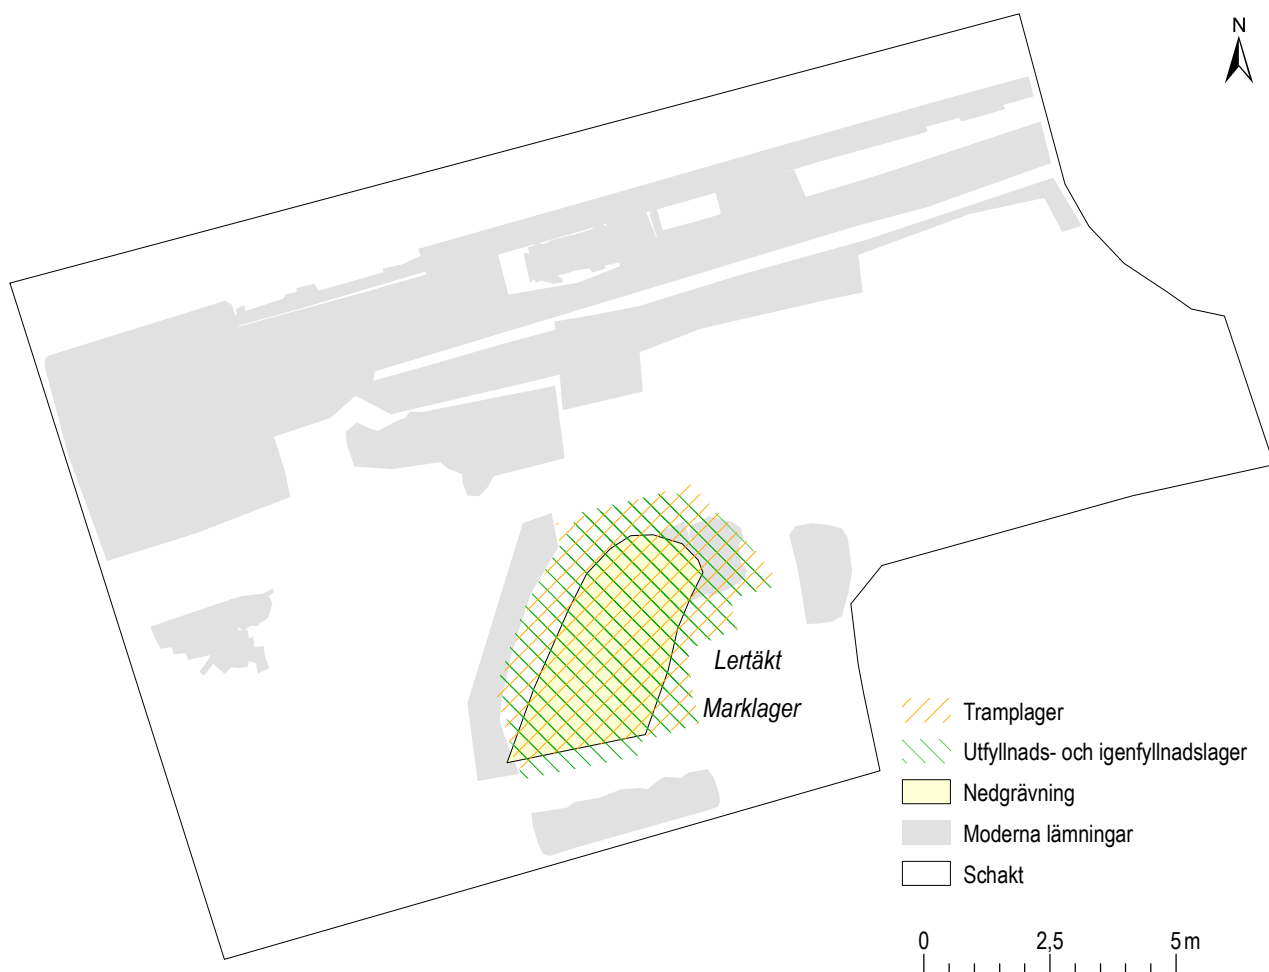 N
Lertäkt
Marklager
Tramplager
Utfyllnads- och igenfyllnadslager
Nedgrävning
Moderna lämningar
Schakt
0 2,5 5 m